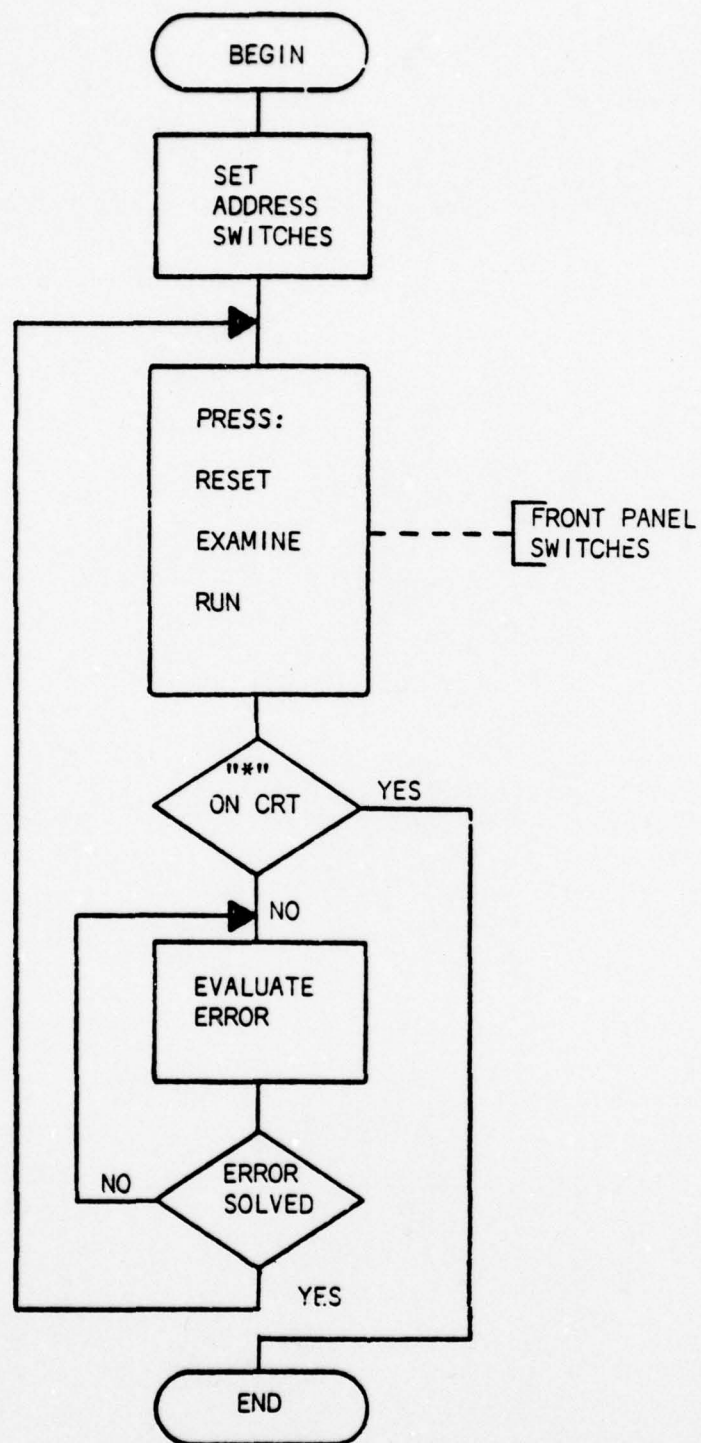 BEGIN
SET
ADDRESS
SWITCHES
PRESS:
RESET
EXAMINE
RUN
FRONT PANEL
SWITCHES
"*"
ON CRT
YES
NO
EVALUATE
ERROR
ERROR
SOLVED
NO
YES
END